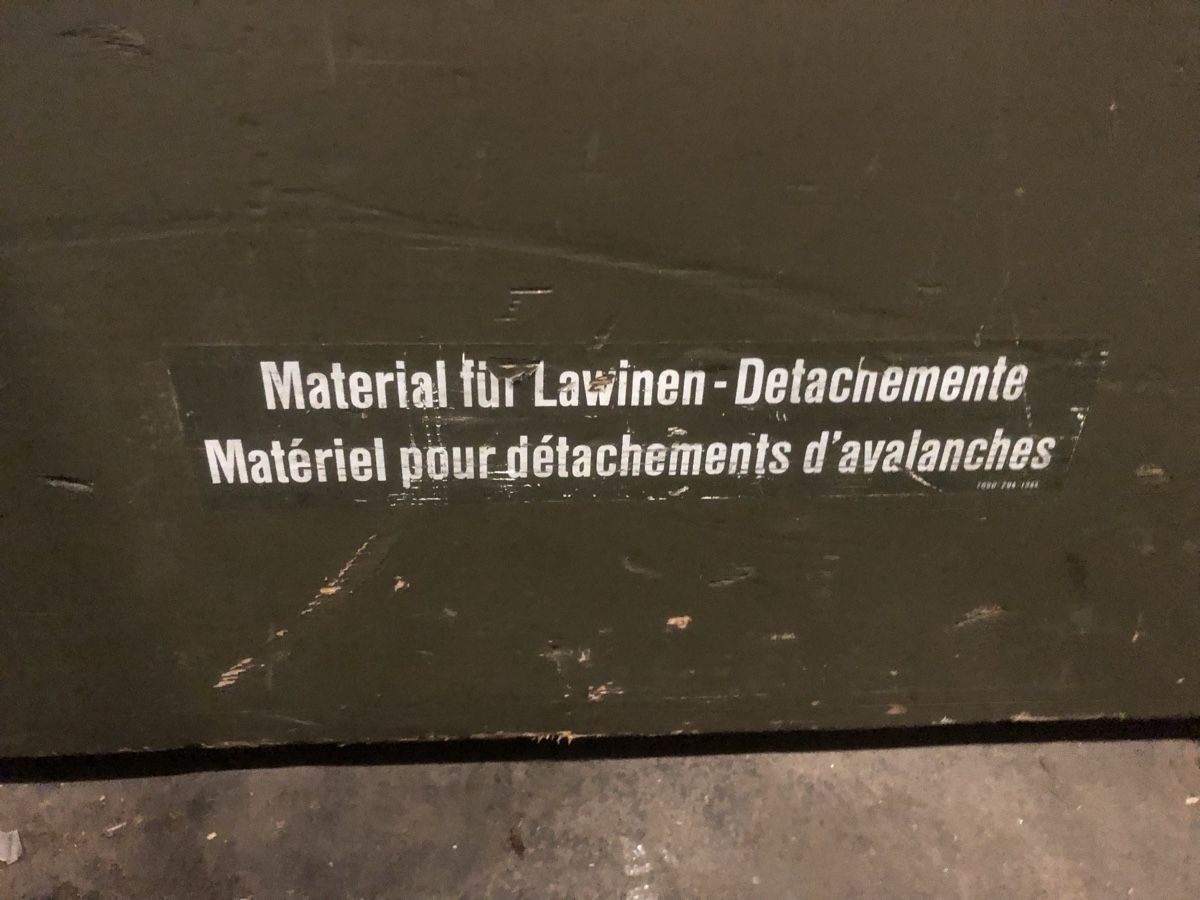 Material für Lawinen-Detachemente
Matériel pour détachements d'avalanches